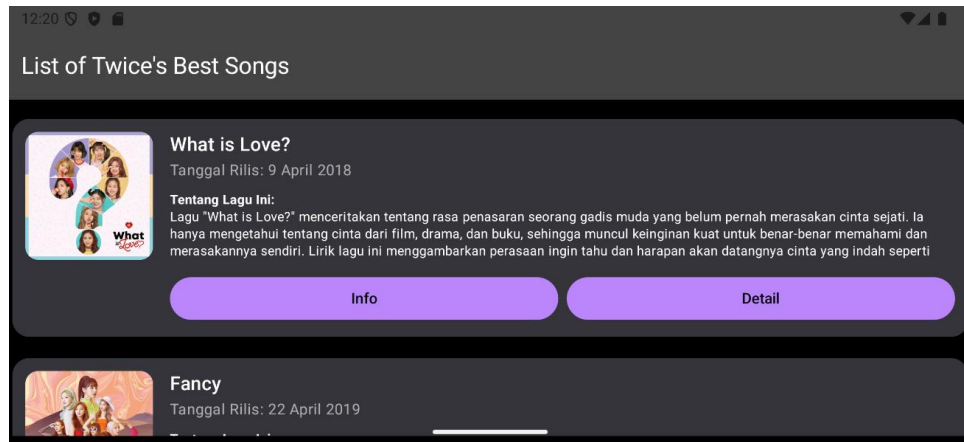 12:20
List of Twice's Best Songs
What is Love?
Tanggal Rilis: 9 April 2018
Tentang Lagu Ini:
Lagu "What is Love?" menceritakan tentang rasa penasaran seorang gadis muda yang belum pernah merasakan cinta sejati. Ia
hanya mengetahui tentang cinta dari film, drama, dan buku, sehingga muncul keinginan kuat untuk benar-benar memahami dan
merasakannya sendiri. Lirik lagu ini menggambarkan perasaan ingin tahu dan harapan akan datangnya cinta yang indah seperti
What
is Love?
Info
Detail
Fancy
Tanggal Rilis: 22 April 2019